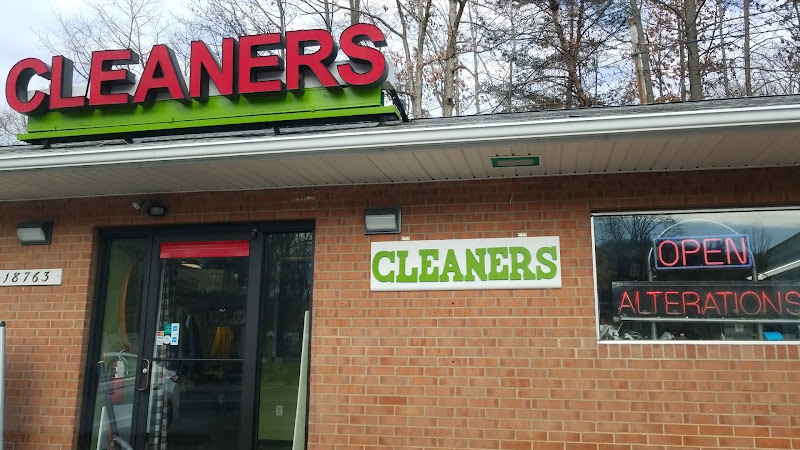 CLEANERS
18763
CLEANERS
OPEN
ALTERATIONS